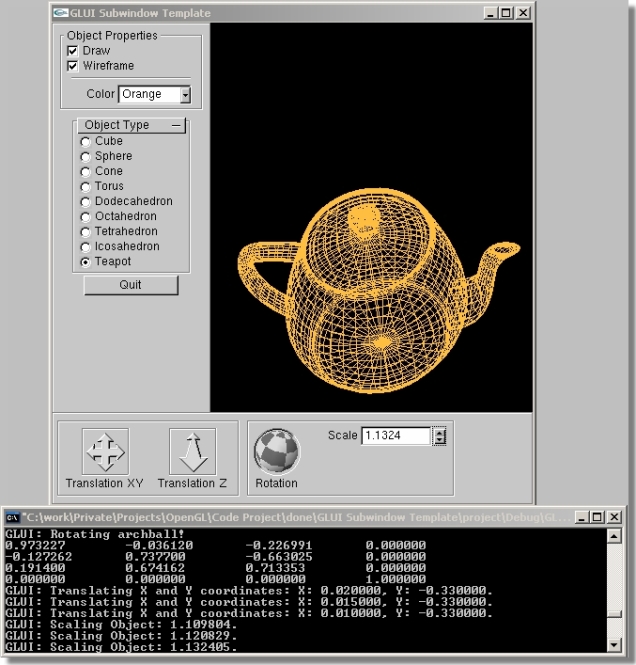 GLUI Subwindow Template
Object Properties
Draw
Wireframe
Color Orange
Object Type
Cube
Sphere
Cone
Torus
Dodecahedron
Octahedron
Tetrahedron
Icosahedron
Teapot
Quit
Scale 1.1324
Translation XY Translation Z Rotation
"C:\work\Private\Projects\OpenGL\Code Project\done\GLUI Subwindow Template\project\Debug\GL...
GLUI: Rotating archball!
0.973227 -0.036120 -0.226991 0.000000
-0.127262 0.737700 -0.663025 0.000000
0.191400 0.674162 0.713353 0.000000
0.000000 0.000000 0.000000 1.000000
GLUI: Translating X and Y coordinates: X: 0.020000, Y: -0.330000.
GLUI: Translating X and Y coordinates: X: 0.015000, Y: -0.330000.
GLUI: Translating X and Y coordinates: X: 0.010000, Y: -0.330000.
GLUI: Scaling Object: 1.109804.
GLUI: Scaling Object: 1.120829.
GLUI: Scaling Object: 1.132405.